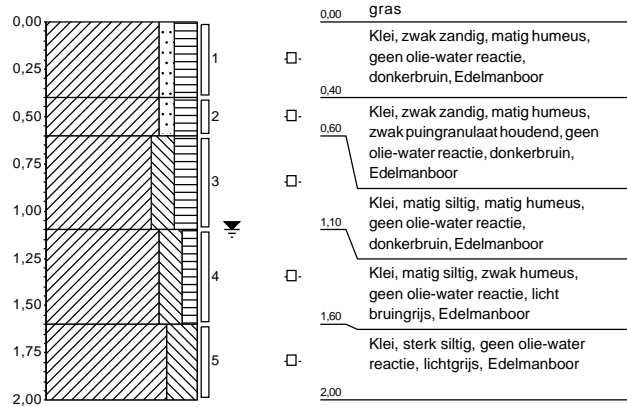 0,00
0,25
0,50
0,75
1,00
1,25
1,50
1,75
2,00
1
2
3
4
5
0,00
gras
Klei, zwak zandig, matig humeus,
geen olie-water reactie,
donkerbruin, Edelmanboor
0,40
Klei, zwak zandig, matig humeus,
zwak puingranulaat houdend, geen
olie-water reactie, donkerbruin,
Edelmanboor
0,60
Klei, matig siltig, matig humeus,
geen olie-water reactie,
donkerbruin, Edelmanboor
1,10
Klei, matig siltig, zwak humeus,
geen olie-water reactie, licht
bruingrijs, Edelmanboor
1,60
Klei, sterk siltig, geen olie-water
reactie, lichtgrijs, Edelmanboor
2,00